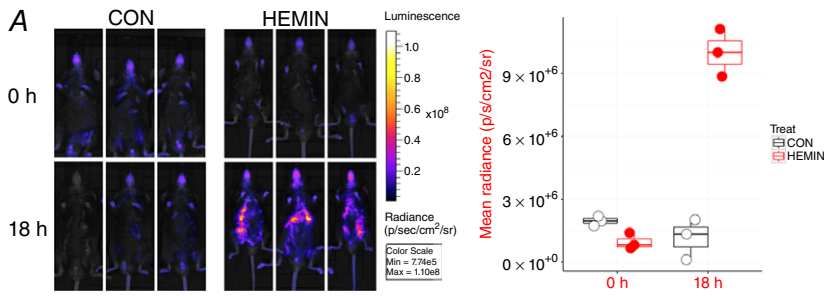 A
CON
HEMIN
0 h
18 h
Luminescence
1.0
0.8
0.6
0.4
0.2
x10⁸
Radiance
(p/sec/cm²/sr)
Color Scale
Min = 7.74e5
Max = 1.10e8
Mean radiance (p/s/cm2/sr)
9 × 10⁺⁶
6 × 10⁺⁶
3 × 10⁺⁶
0 × 10⁺⁰
0 h
18 h
Treat
CON
HEMIN